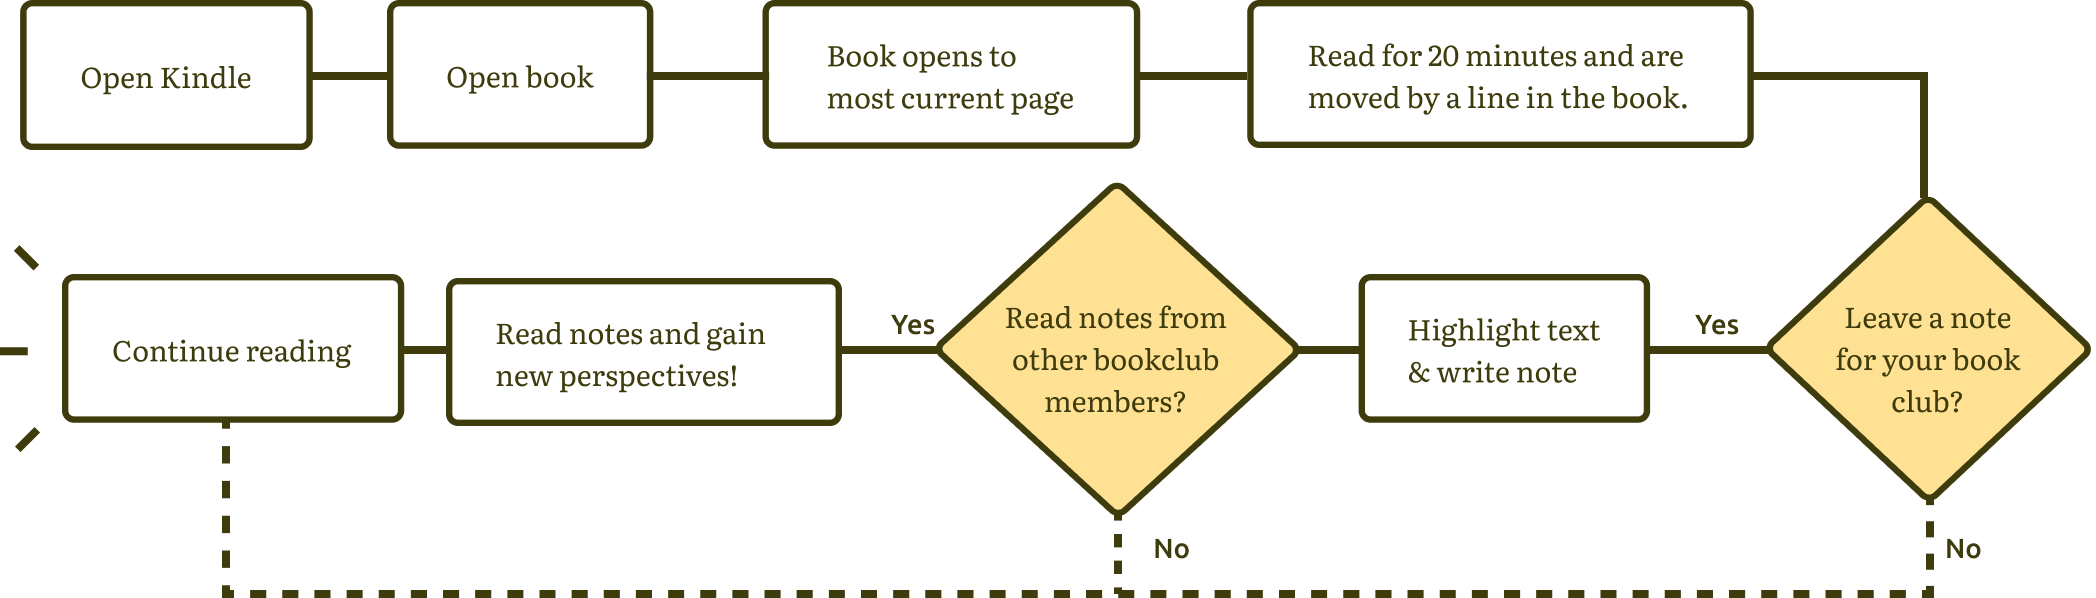 Open Kindle
Open book
Book opens to
most current page
Read for 20 minutes and are
moved by a line in the book.
Leave a note
for your book
club?
Yes
No
Highlight text
& write note
Read notes from
other bookclub
members?
Yes
No
Read notes and gain
new perspectives!
Continue reading